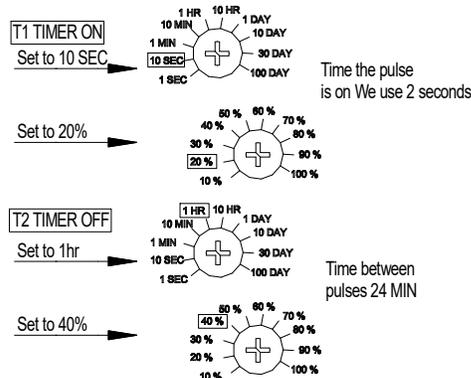 T1 TIMER ON
Set to 10 SEC
1 SEC
10 SEC
1 MIN
10 MIN
1 HR
10 HR
1 DAY
10 DAY
30 DAY
100 DAY
Time the pulse
is on We use 2 seconds
Set to 20%
10 %
20 %
30 %
40 %
50 %
60 %
70 %
80 %
90 %
100 %
T2 TIMER OFF
Set to 1hr
1 SEC
10 SEC
1 MIN
10 MIN
1 HR
10 HR
1 DAY
10 DAY
30 DAY
100 DAY
Time between
pulses 24 MIN
Set to 40%
10 %
20 %
30 %
40 %
50 %
60 %
70 %
80 %
90 %
100 %